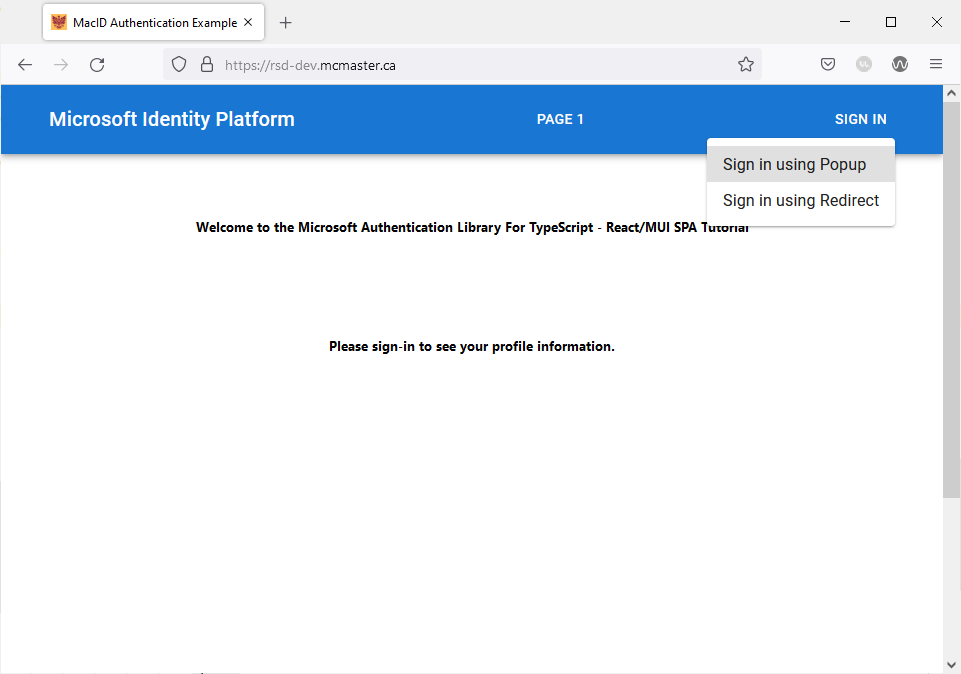 MacID Authentication Example
https://rsd-dev.mcmaster.ca
Microsoft Identity Platform
PAGE 1
SIGN IN
Sign in using Popup
Sign in using Redirect
Welcome to the Microsoft Authentication Library For TypeScript - React/MUI SPA Tutorial
Please sign-in to see your profile information.